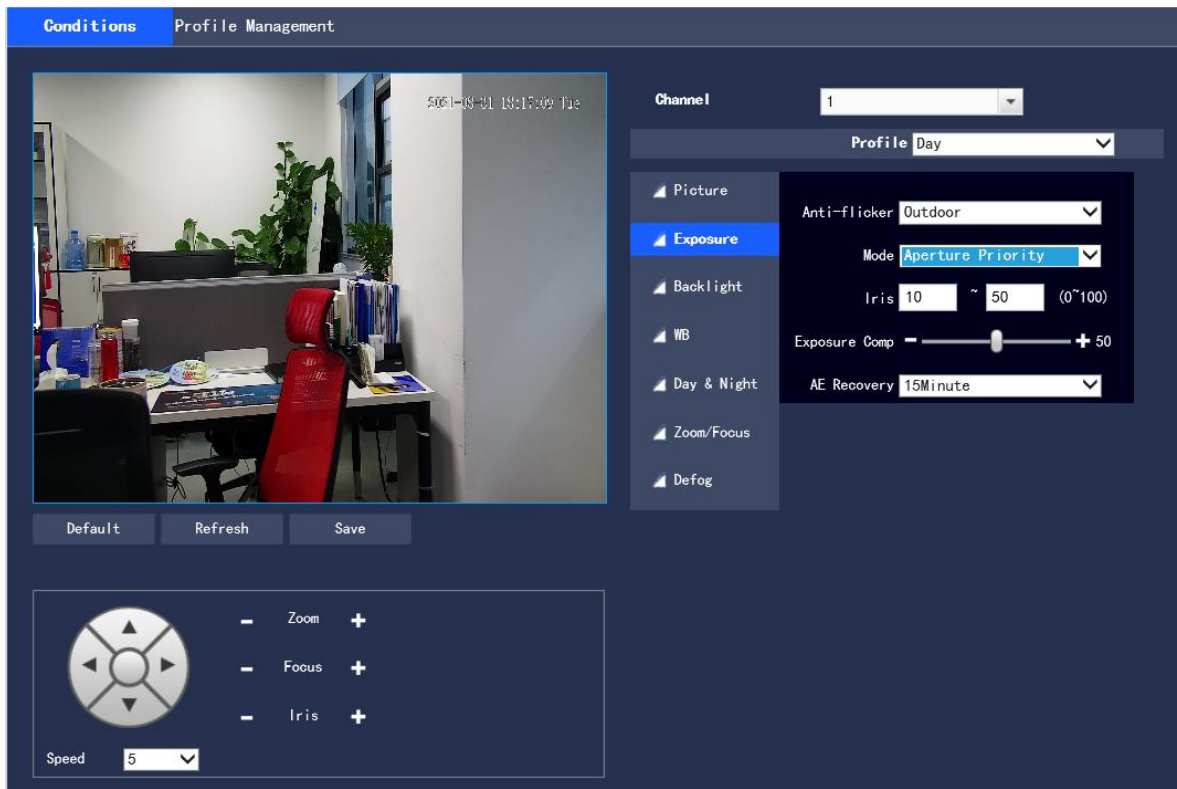 Conditions Profile Management
Channel 1
Profile Day
Picture
Exposure
Backlight
WB
Day & Night
Zoom/Focus
Defog
Anti-flicker Outdoor
Mode Aperture Priority
Iris 10 ~ 50 (0~100)
Exposure Comp - + 50
AE Recovery 15Minute
Default Refresh Save
- Zoom +
- Focus +
- Iris +
Speed 5